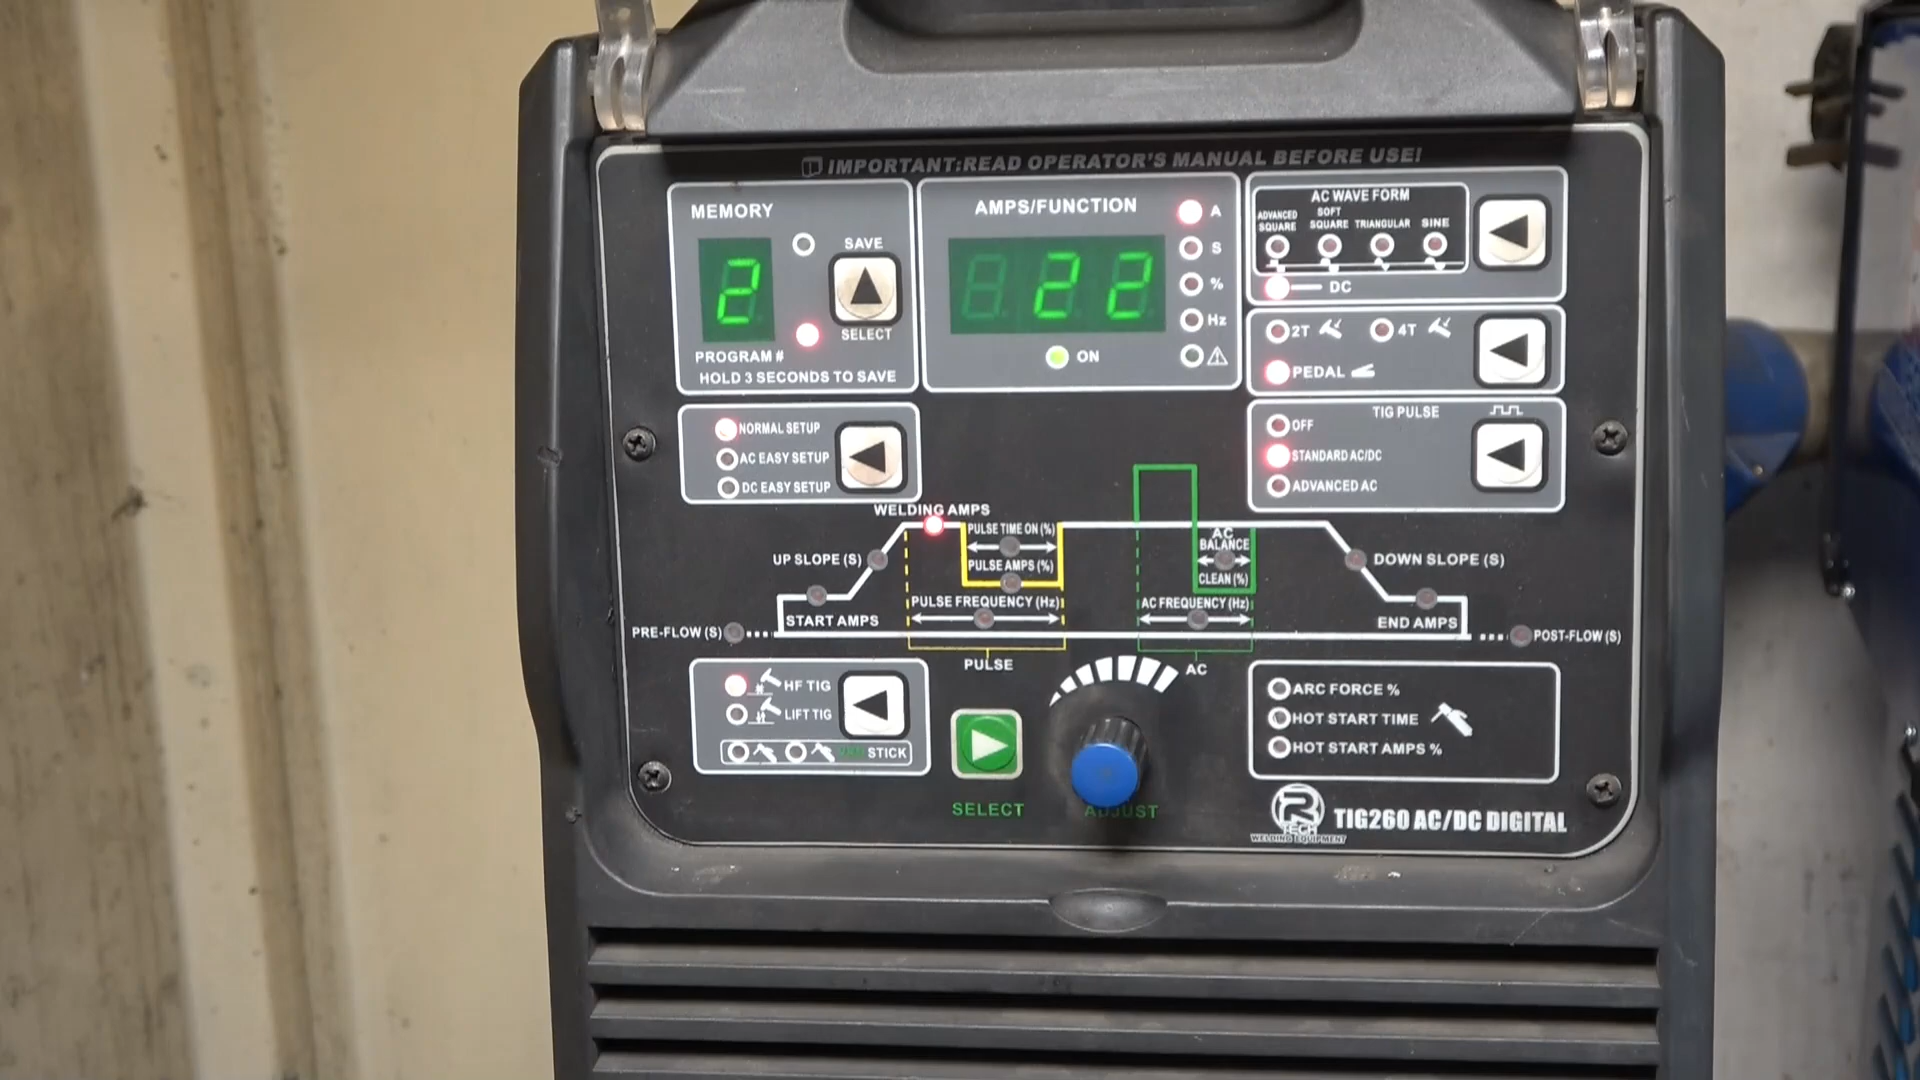 IMPORTANT:READ OPERATOR'S MANUAL BEFORE USE!
MEMORY
SAVE
2
SELECT
PROGRAM #
HOLD 3 SECONDS TO SAVE
AMPS/FUNCTION
22
ON
A
S
%
Hz
AC WAVE FORM
ADVANCED SQUARE
SOFT SQUARE
TRIANGULAR
SINE
DC
2T
4T
PEDAL
NORMAL SETUP
AC EASY SETUP
DC EASY SETUP
TIG PULSE
OFF
STANDARD AC/DC
ADVANCED AC
WELDING AMPS
PULSE TIME ON (%)
PULSE AMPS (%)
UP SLOPE (S)
PULSE FREQUENCY (Hz)
START AMPS
PRE-FLOW (S)
PULSE
AC BALANCE
CLEAN (%)
AC FREQUENCY (Hz)
AC
DOWN SLOPE (S)
END AMPS
POST-FLOW (S)
HF TIG
LIFT TIG
STICK
SELECT
ADJUST
ARC FORCE %
HOT START TIME
HOT START AMPS %
R
TECH
WELDING EQUIPMENT
TIG260 AC/DC DIGITAL